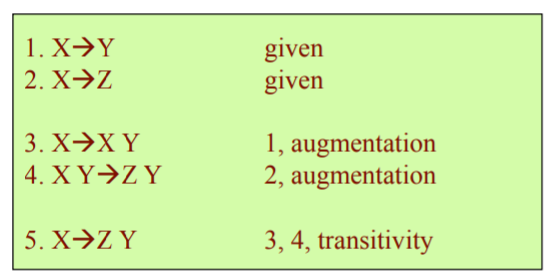 1. X→Y given
2. X→Z given
3. X→X Y 1, augmentation
4. X Y→Z Y 2, augmentation
5. X→Z Y 3, 4, transitivity